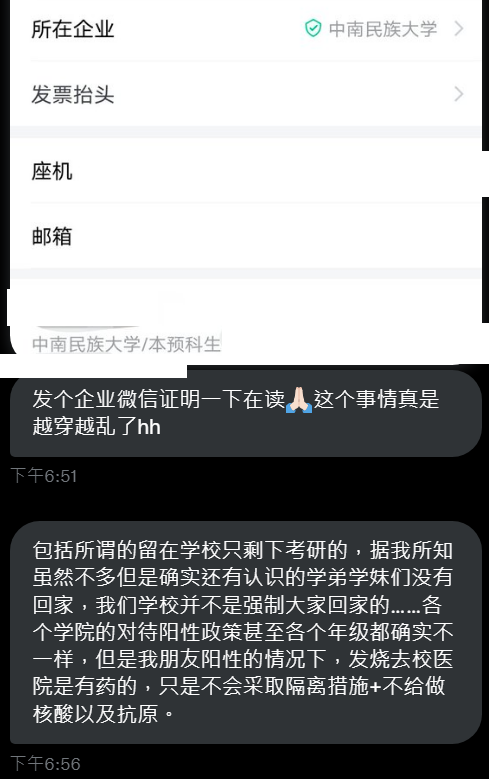 所在企业 中南民族大学
发票抬头
座机
邮箱
中南民族大学/本预科生
发个企业微信证明一下在读🙏🏻这个事情真是
越穿越乱了hh
下午6:51
包括所谓的留在学校只剩下考研的，据我所知
虽然不多但是确实还有认识的学弟学妹们没有
回家，我们学校并不是强制大家回家的……各
个学院的对待阳性政策甚至各个年级都确实不
一样，但是我朋友阳性的情况下，发烧去校医
院是有药的，只是不会采取隔离措施+不给做
核酸以及抗原。
下午6:56